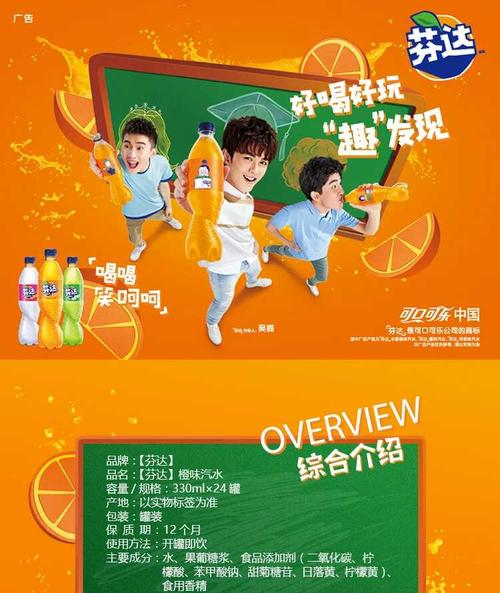 广告
芬达
好喝好玩
“趣”发现
喝喝
笑呵呵
芬达
吴磊
可口可乐 中国
“芬达”是可口可乐公司的商标
OVERVIEW
综合介绍
品牌：【芬达】
品名：【芬达】橙味汽水
容量 / 规格：330ml×24 罐
产地：以实物标签为准
包装：罐装
保 质 期：12 个月
使用方法：开罐即饮
主要成分：水、果葡糖浆、食品添加剂（二氧化碳、柠
檬酸、苯甲酸钠、甜菊糖苷、日落黄、柠檬黄）、
食用香精